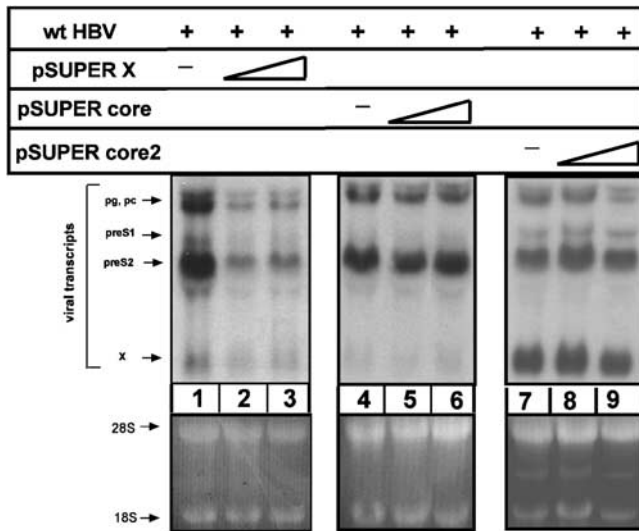 wt HBV + + + + + + + + +
pSUPER X –
pSUPER core –
pSUPER core2 –
viral transcripts
pg, pc
preS1
preS2
X
1 2 3 4 5 6 7 8 9
28S
18S